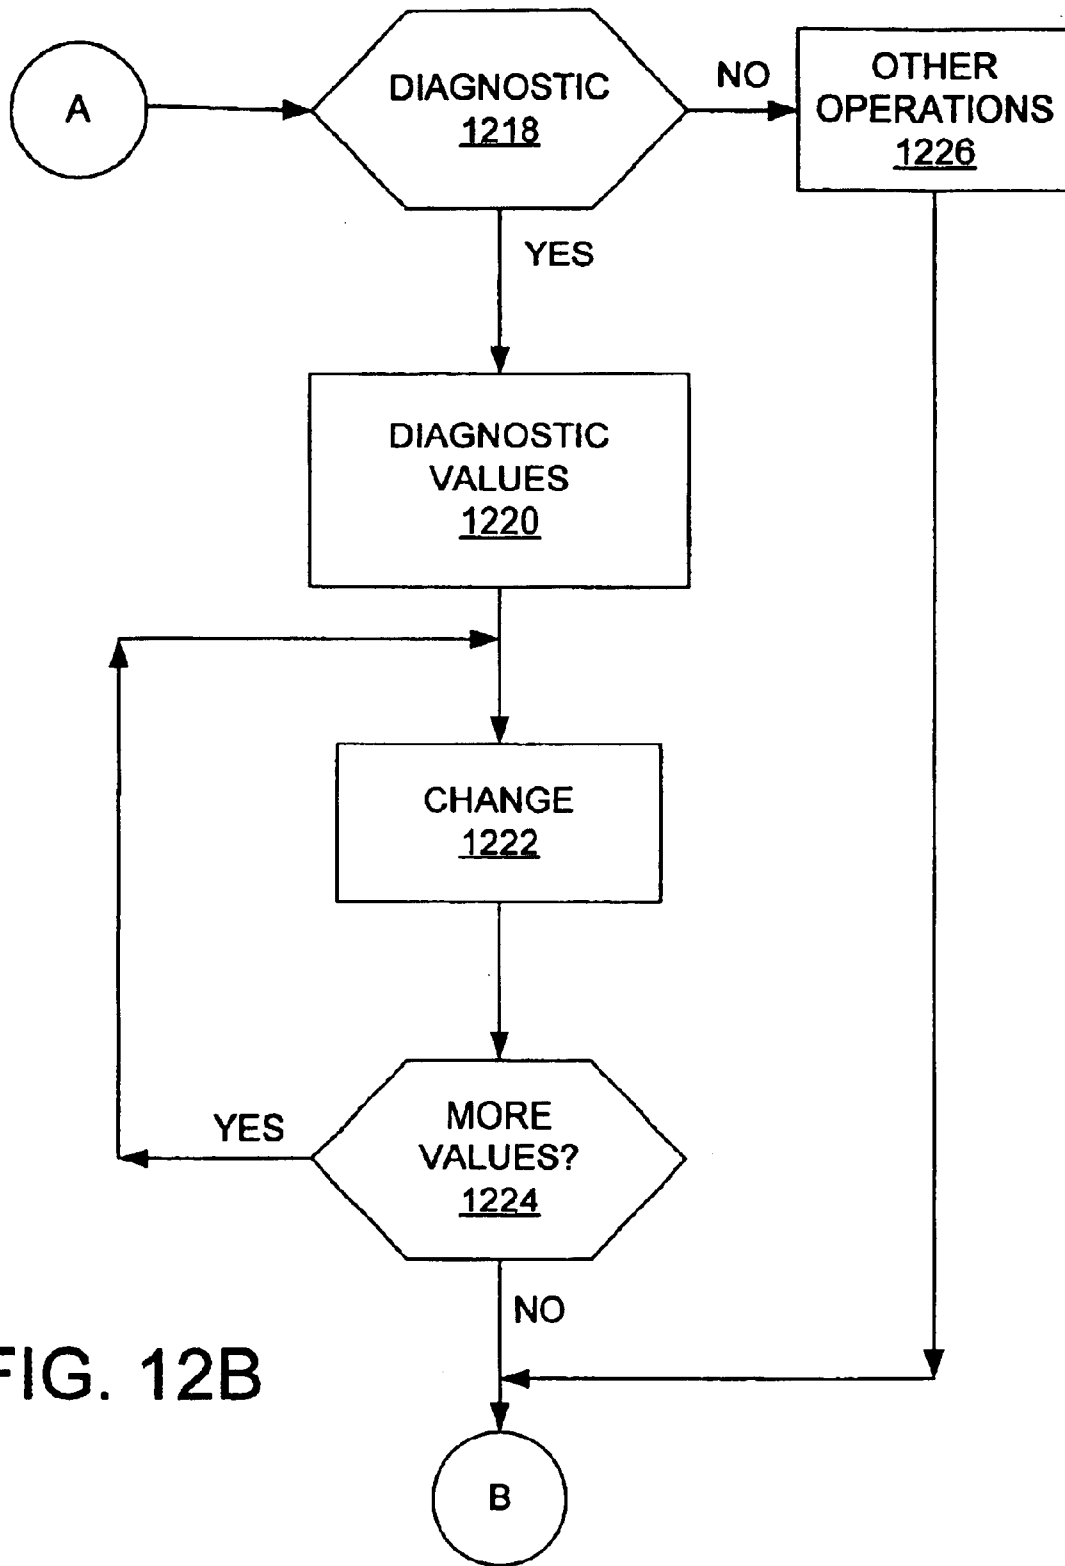 A
DIAGNOSTIC
1218
NO
OTHER
OPERATIONS
1226
YES
DIAGNOSTIC
VALUES
1220
CHANGE
1222
YES
MORE
VALUES?
1224
NO
FIG. 12B
B